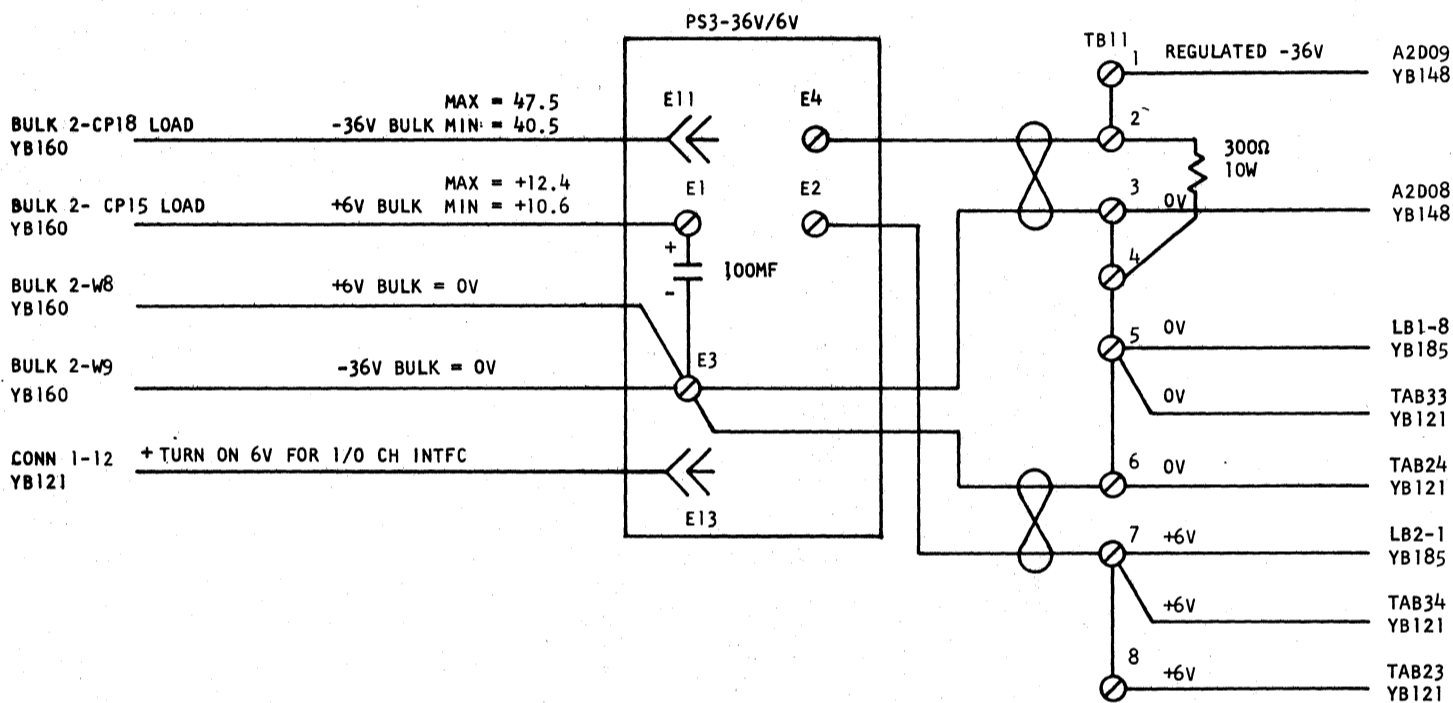 PS3-36V/6V
TB11
1 REGULATED -36V
A2D09
YB148
MAX = 47.5
BULK 2-CP18 LOAD
-36V BULK MIN = 40.5
YB160
E11
E4
2
300Ω
10W
MAX = +12.4
BULK 2- CP15 LOAD
+6V BULK MIN = +10.6
YB160
E1
E2
3
0V
A2D08
YB148
+
100MF
-
4
BULK 2-W8
+6V BULK = 0V
YB160
5 0V
LB1-8
YB185
BULK 2-W9
-36V BULK = 0V
YB160
E3
0V
TAB33
YB121
CONN 1-12
+ TURN ON 6V FOR I/O CH INTFC
YB121
E13
6 0V
TAB24
YB121
7 +6V
LB2-1
YB185
+6V
TAB34
YB121
8 +6V
TAB23
YB121